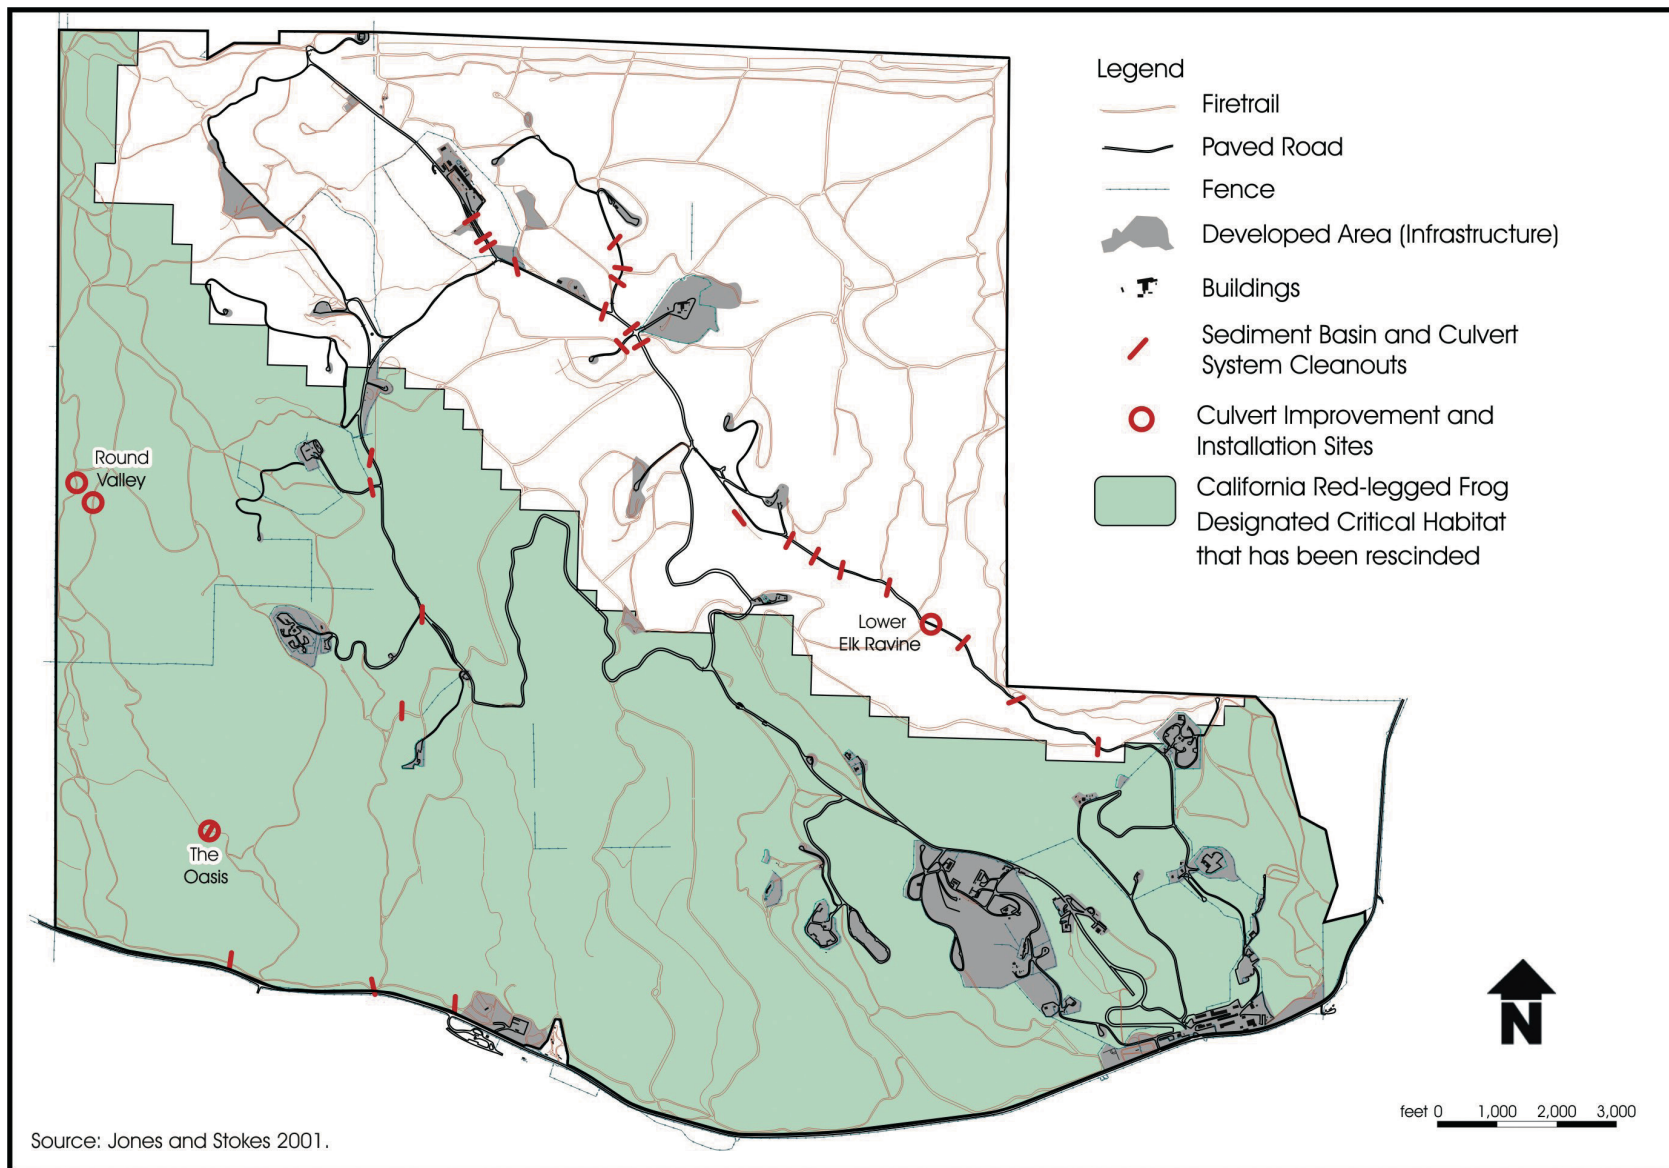 Legend
Firetrail
Paved Road
Fence
Developed Area (Infrastructure)
Buildings
Sediment Basin and Culvert
System Cleanouts
Culvert Improvement and
Installation Sites
California Red-legged Frog
Designated Critical Habitat
that has been rescinded
Round
Valley
Lower
Elk Ravine
The
Oasis
N
feet 0 1,000 2,000 3,000
Source: Jones and Stokes 2001.